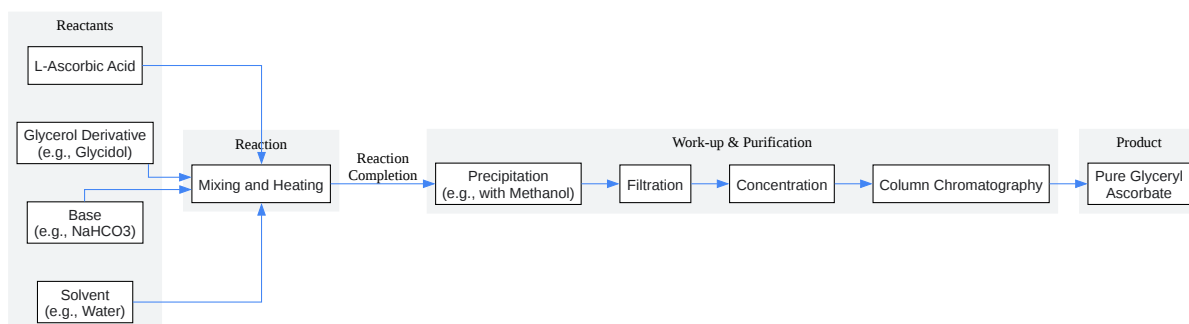 Reactants
L-Ascorbic Acid
Glycerol Derivative
(e.g., Glycidol)
Base
(e.g., NaHCO3)
Solvent
(e.g., Water)
Reaction
Mixing and Heating
Reaction
Completion
Work-up & Purification
Precipitation
(e.g., with Methanol)
Filtration
Concentration
Column Chromatography
Product
Pure Glyceryl
Ascorbate